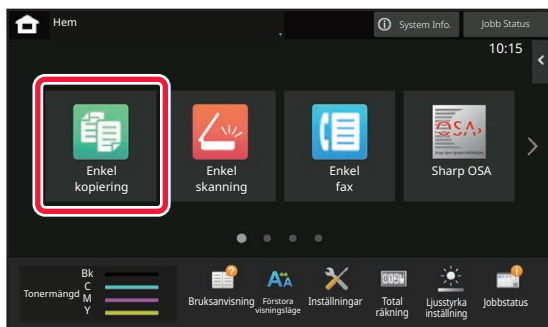 Hem
System Info.
Jobb Status
10:15
Enkel
kopiering
Enkel
skanning
Enkel
fax
OSA
Sharp OSA
Tonermängd
Bk
C
M
Y
Bruksanvisning
Förstora
visningsläge
Inställningar
Total
räkning
Ljusstyrka
inställning
Jobbstatus